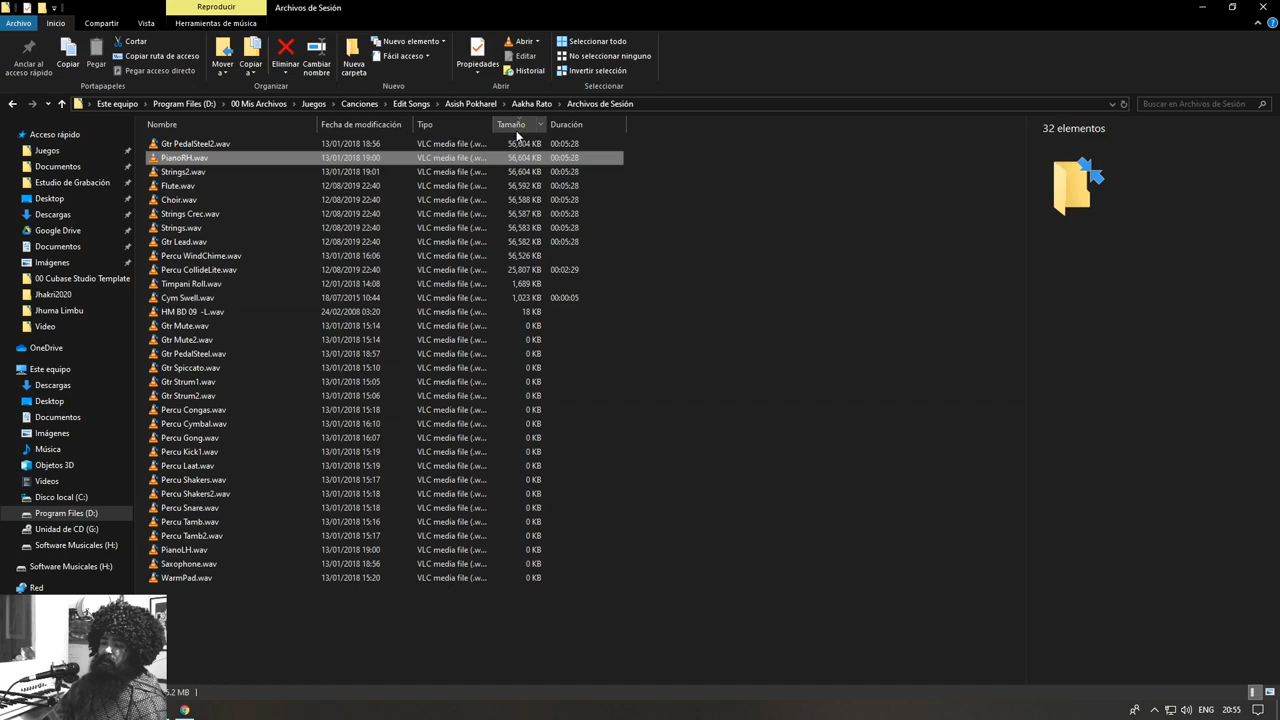 Reproducir
Archivos de Sesión
Archivo
Inicio
Compartir
Vista
Herramientas de música
Anclar al acceso rápido
Copiar
Pegar
Cortar
Copiar ruta de acceso
Pegar acceso directo
Mover a
Copiar a
Eliminar
Cambiar nombre
Nueva carpeta
Nuevo elemento
Fácil acceso
Propiedades
Abrir
Editar
Historial
Seleccionar todo
No seleccionar ninguno
Invertir selección
Portapapeles
Organizar
Nuevo
Abrir
Seleccionar
Este equipo > Program Files (D:) > 00 Mis Archivos > Juegos > Canciones > Edit Songs > Asish Pokharel > Aakha Rato > Archivos de Sesión
Buscar en Archivos de Sesión
Acceso rápido
Juegos
Documentos
Estudio de Grabación
Desktop
Descargas
Google Drive
Documentos
Imágenes
00 Cubase Studio Template
Jhakri2020
Jhuma Limbu
Video
OneDrive
Este equipo
Descargas
Desktop
Documentos
Imágenes
Música
Objetos 3D
Videos
Disco local (C:)
Program Files (D:)
Unidad de CD (G:)
Software Musicales (H:)
Software Musicales (H:)
Red
Nombre Fecha de modificación Tipo Tamaño Duración
Gtr PedalSteel2.wav 13/01/2018 18:56 VLC media file (.w... 56,604 KB 00:05:28
PianoRH.wav 13/01/2018 19:00 VLC media file (.w... 56,604 KB 00:05:28
Strings2.wav 13/01/2018 19:01 VLC media file (.w... 56,604 KB 00:05:28
Flute.wav 12/08/2019 22:40 VLC media file (.w... 56,592 KB 00:05:28
Choir.wav 12/08/2019 22:40 VLC media file (.w... 56,588 KB 00:05:28
Strings Crec.wav 12/08/2019 22:40 VLC media file (.w... 56,587 KB 00:05:28
Strings.wav 12/08/2019 22:40 VLC media file (.w... 56,583 KB 00:05:28
Gtr Lead.wav 12/08/2019 22:40 VLC media file (.w... 56,582 KB 00:05:28
Percu WindChime.wav 13/01/2018 16:06 VLC media file (.w... 56,526 KB
Percu CollideLite.wav 12/08/2019 22:40 VLC media file (.w... 25,807 KB 00:02:29
Timpani Roll.wav 12/01/2018 14:08 VLC media file (.w... 1,689 KB
Cym Swell.wav 18/07/2015 10:44 VLC media file (.w... 1,023 KB 00:00:05
HM BD 09 -L.wav 24/02/2008 03:20 VLC media file (.w... 18 KB
Gtr Mute.wav 13/01/2018 15:14 VLC media file (.w... 0 KB
Gtr Mute2.wav 13/01/2018 15:14 VLC media file (.w... 0 KB
Gtr PedalSteel.wav 13/01/2018 18:57 VLC media file (.w... 0 KB
Gtr Spiccato.wav 13/01/2018 15:10 VLC media file (.w... 0 KB
Gtr Strum1.wav 13/01/2018 15:05 VLC media file (.w... 0 KB
Gtr Strum2.wav 13/01/2018 15:06 VLC media file (.w... 0 KB
Percu Congas.wav 13/01/2018 15:18 VLC media file (.w... 0 KB
Percu Cymbal.wav 13/01/2018 16:10 VLC media file (.w... 0 KB
Percu Gong.wav 13/01/2018 16:07 VLC media file (.w... 0 KB
Percu Kick1.wav 13/01/2018 15:19 VLC media file (.w... 0 KB
Percu Laat.wav 13/01/2018 15:19 VLC media file (.w... 0 KB
Percu Shakers.wav 13/01/2018 15:17 VLC media file (.w... 0 KB
Percu Shakers2.wav 13/01/2018 15:18 VLC media file (.w... 0 KB
Percu Snare.wav 13/01/2018 15:18 VLC media file (.w... 0 KB
Percu Tamb.wav 13/01/2018 15:16 VLC media file (.w... 0 KB
Percu Tamb2.wav 13/01/2018 15:17 VLC media file (.w... 0 KB
PianoLH.wav 13/01/2018 19:00 VLC media file (.w... 0 KB
Saxophone.wav 13/01/2018 18:56 VLC media file (.w... 0 KB
WarmPad.wav 13/01/2018 15:20 VLC media file (.w... 0 KB
32 elementos
5.2 MB
ENG 20:55